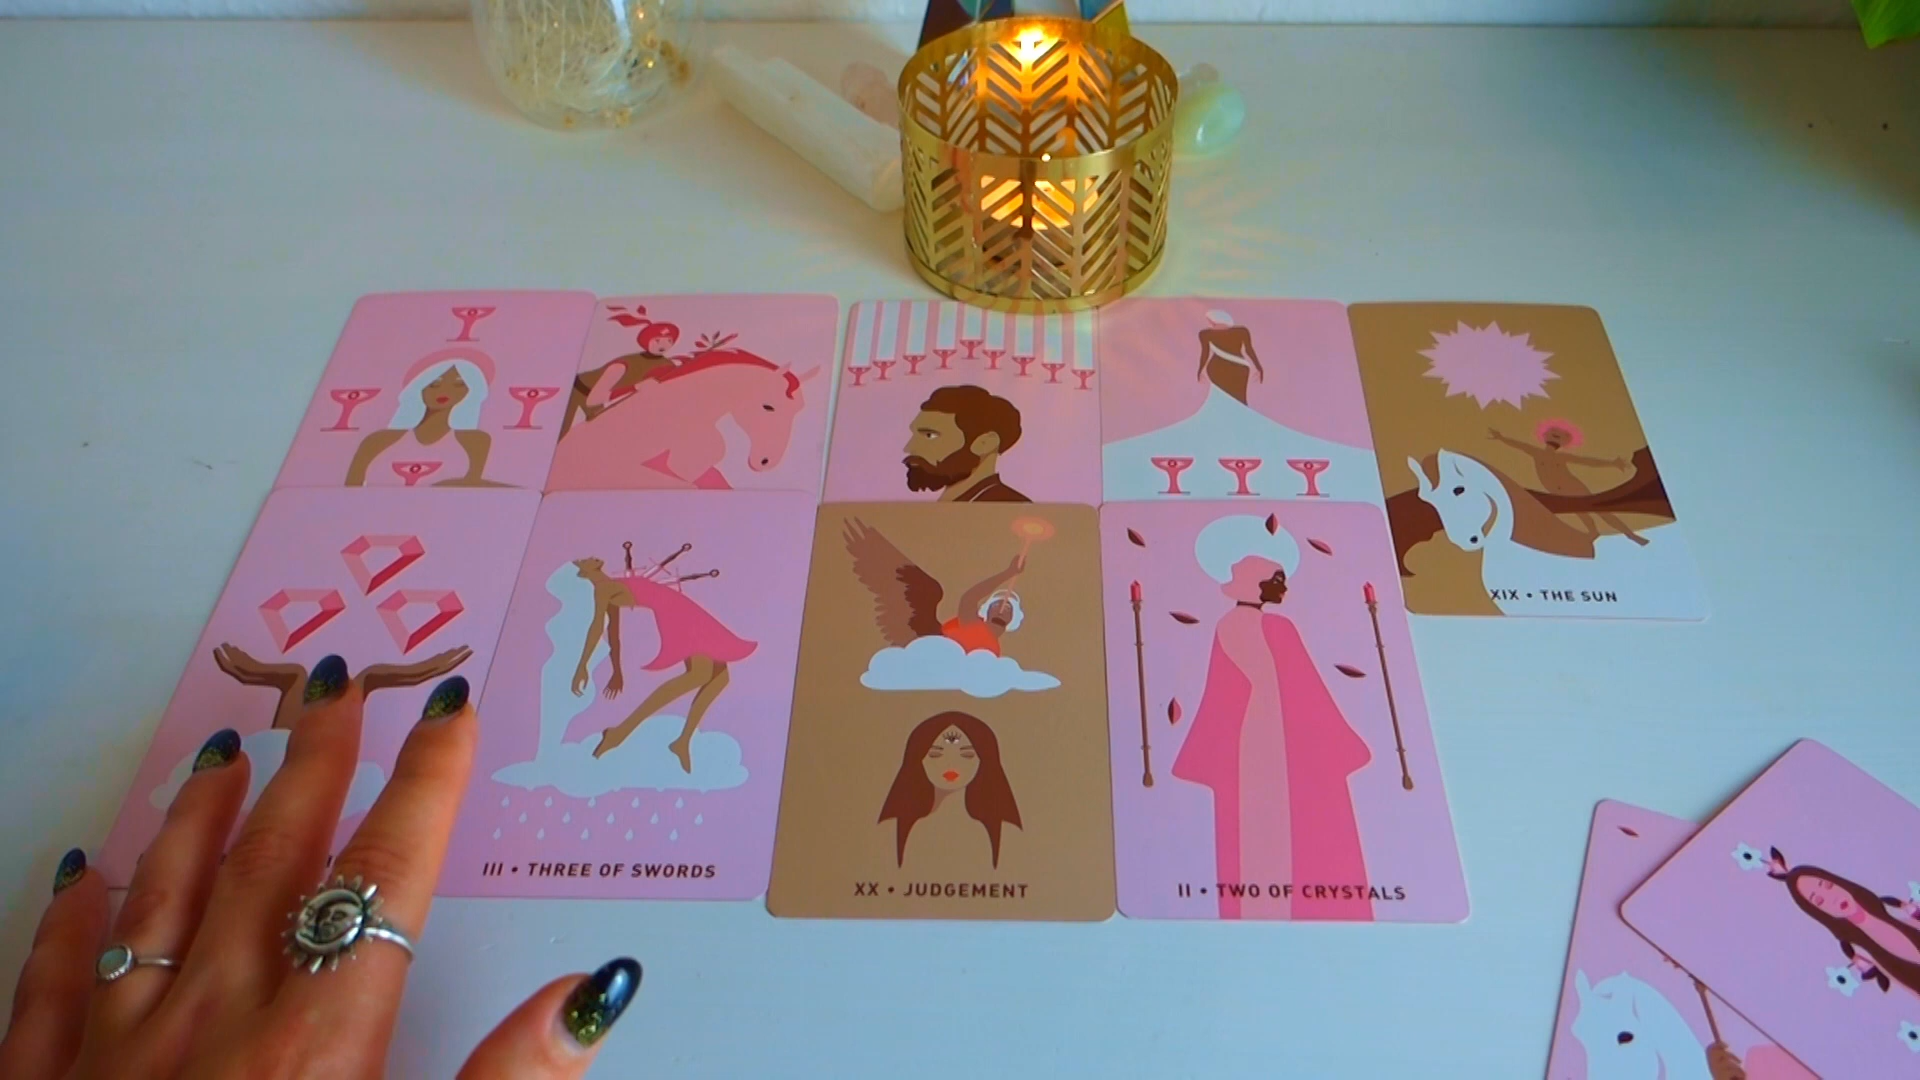 XIX • THE SUN
III • THREE OF SWORDS
XX • JUDGEMENT
II • TWO OF CRYSTALS